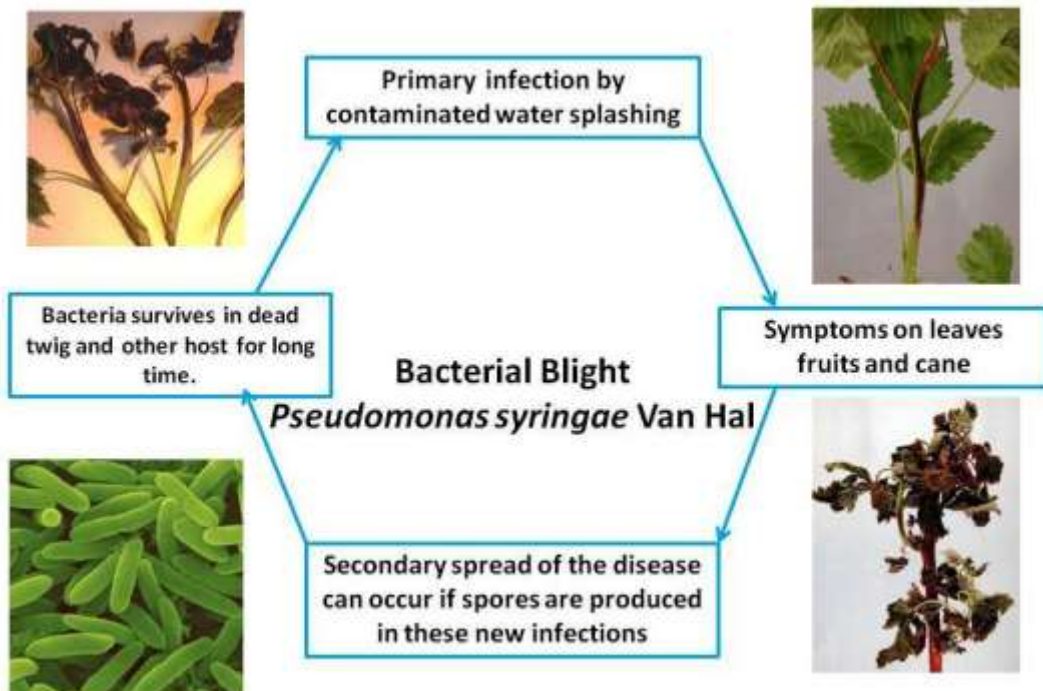 Primary infection by
contaminated water splashing
Symptoms on leaves
fruits and cane
Secondary spread of the disease
can occur if spores are produced
in these new infections
Bacteria survives in dead
twig and other host for long
time.
Bacterial Blight
Pseudomonas syringae Van Hal